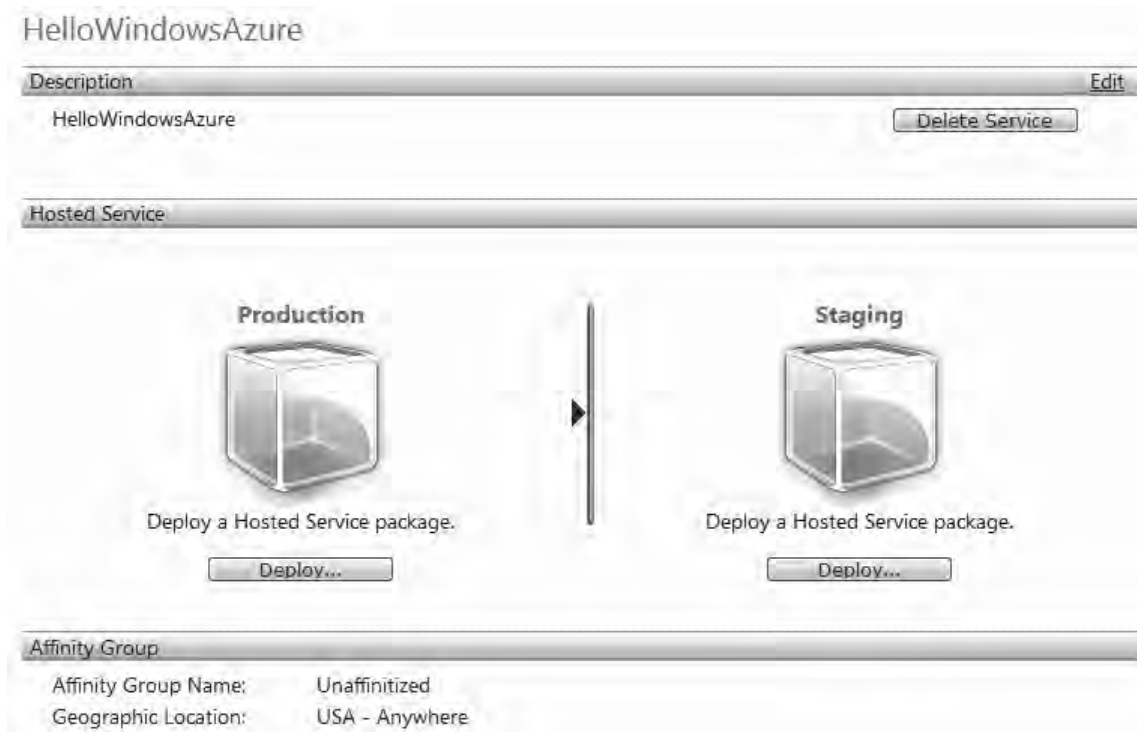 HelloWindowsAzure
Description Edit
HelloWindowsAzure Delete Service
Hosted Service
Production Staging
Deploy a Hosted Service package. Deploy a Hosted Service package.
Deploy... Deploy...
Affinity Group
Affinity Group Name: Unaffinitized
Geographic Location: USA - Anywhere